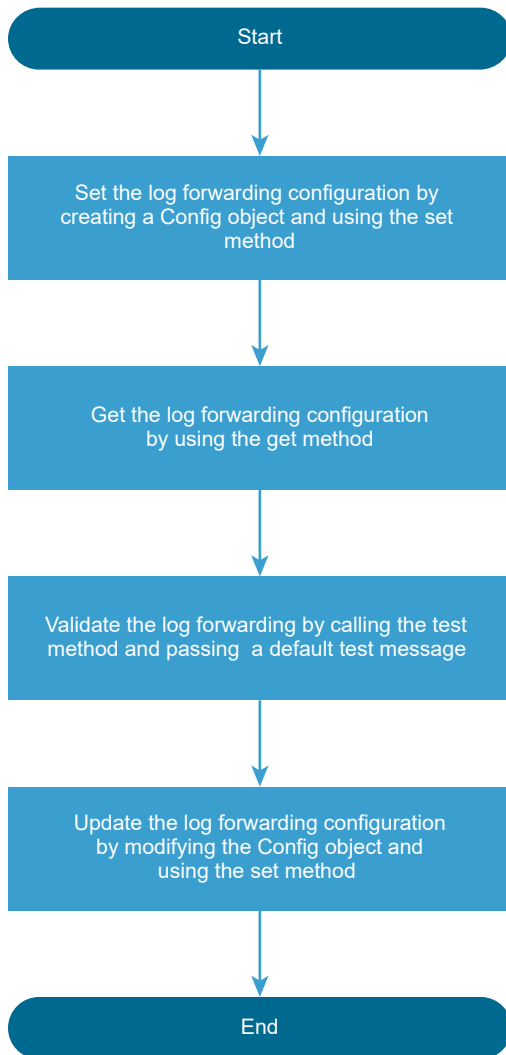 Start
Set the log forwarding configuration by
creating a Config object and using the set
method
Get the log forwarding configuration
by using the get method
Validate the log forwarding by calling the test
method and passing  a default test message
Update the log forwarding configuration
by modifying the Config object and
using the set method
End